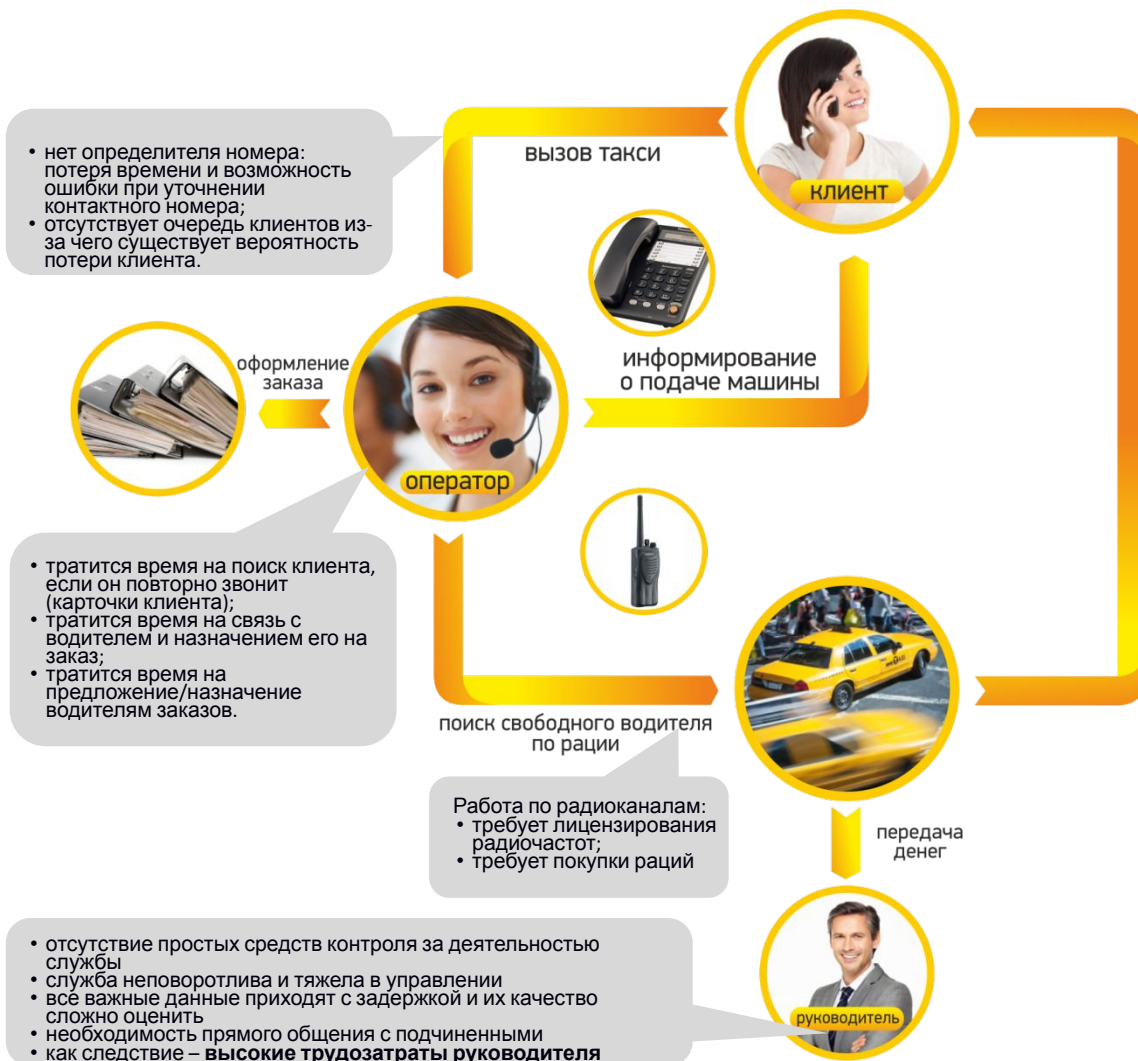 вызов такси
клиент
• нет определителя номера:
потеря времени и возможность
ошибки при уточнении
контактного номера;
• отсутствует очередь клиентов из-
за чего существует вероятность
потери клиента.
оформление
заказа
информирование
о подаче машины
оператор
• тратится время на поиск клиента,
если он повторно звонит
(карточки клиента);
• тратится время на связь с
водителем и назначением его на
заказ;
• тратится время на
предложение/назначение
водителям заказов.
поиск свободного водителя
по рации
Работа по радиоканалам:
• требует лицензирования
радиочастот;
• требует покупки раций
передача
денег
• отсутствие простых средств контроля за деятельностью
службы
• служба неповоротлива и тяжела в управлении
• все важные данные приходят с задержкой и их качество
сложно оценить
• необходимость прямого общения с подчиненными
• как следствие – высокие трудозатраты руководителя
руководитель